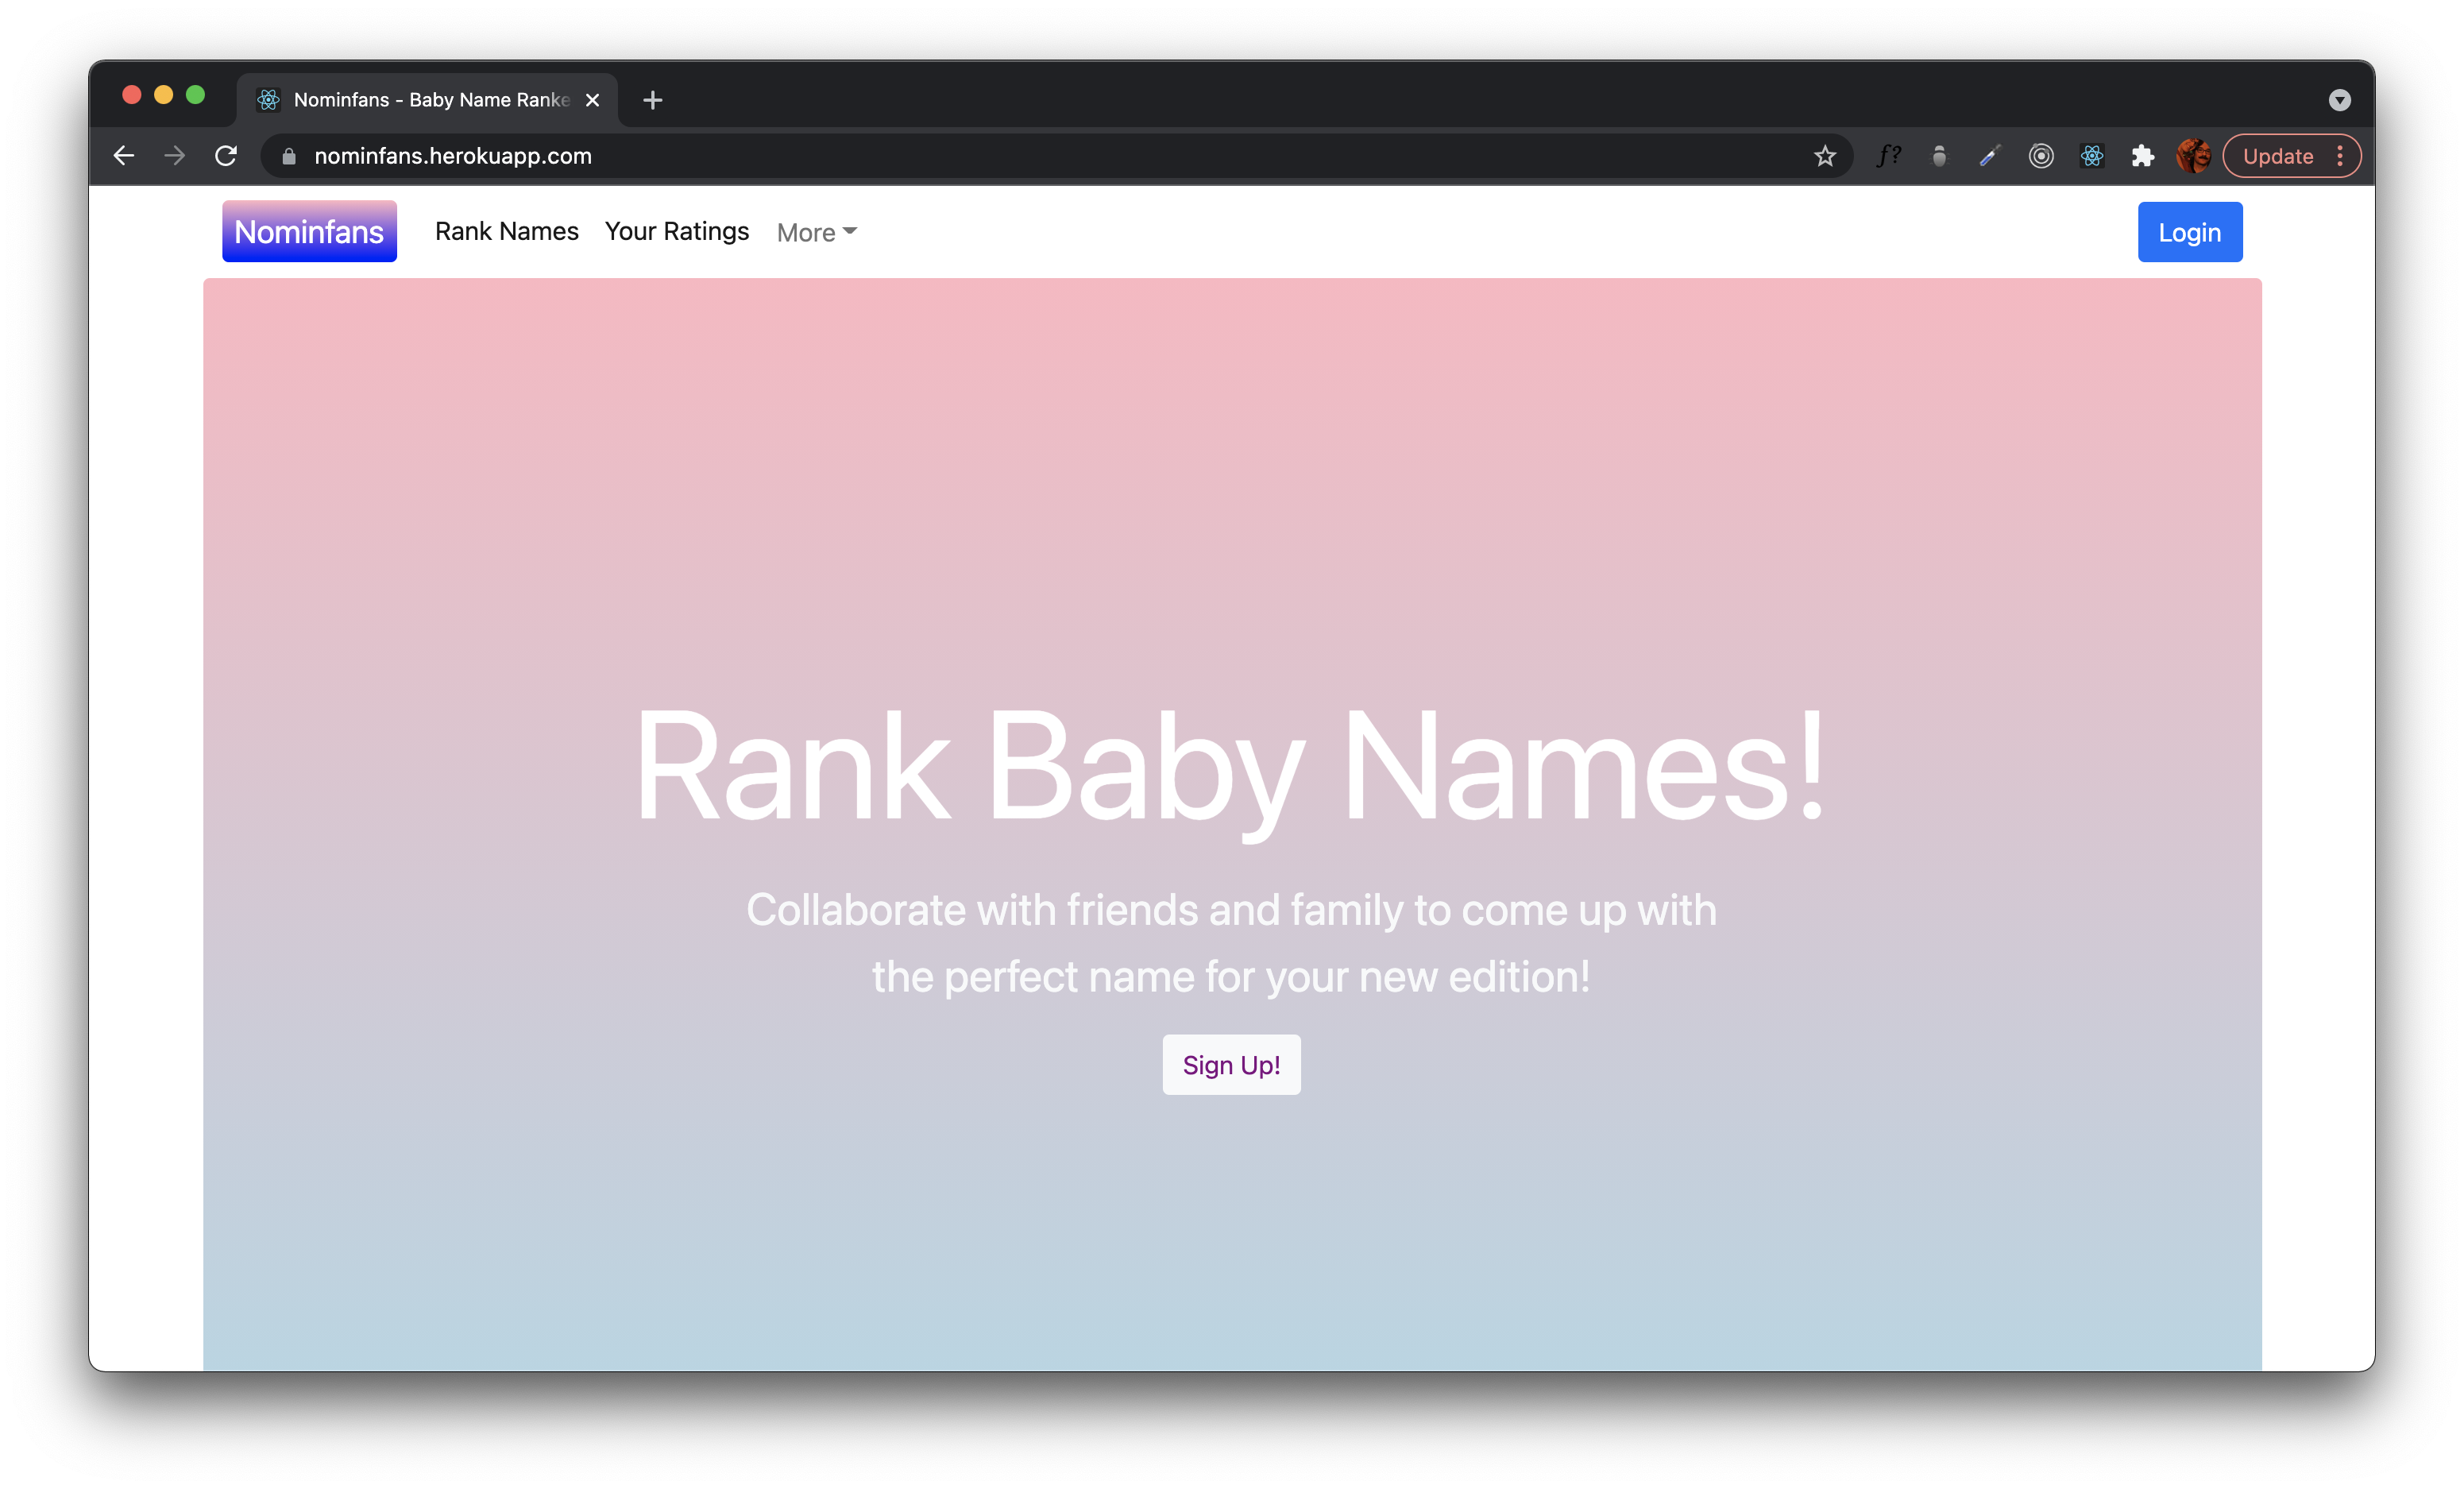 Nominfans - Baby Name Ranke
nominfans.herokuapp.com
f?
Update
Nominfans
Rank Names
Your Ratings
More
Login
Rank Baby Names!
Collaborate with friends and family to come up with
the perfect name for your new edition!
Sign Up!